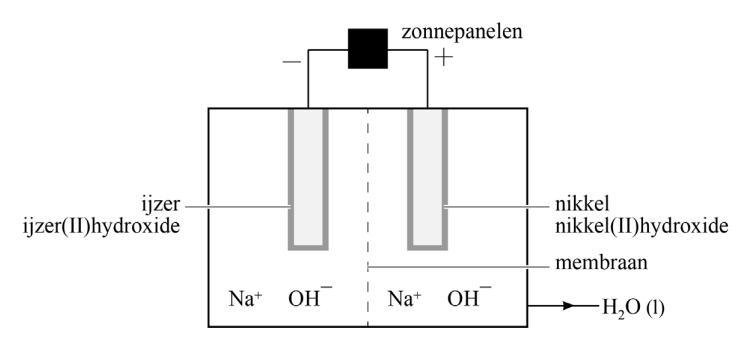 zonnepanelen
− +
ijzer
ijzer(II)hydroxide
nikkel
nikkel(II)hydroxide
membraan
Na⁺ OH⁻ Na⁺ OH⁻
H₂O (l)